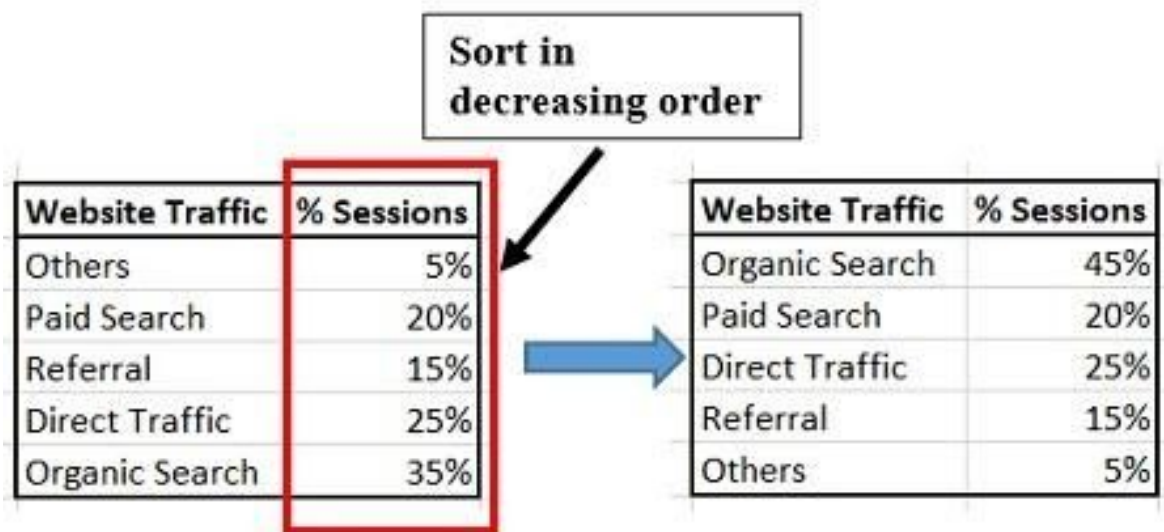 Sort in
decreasing order
Website Traffic % Sessions
Others 5%
Paid Search 20%
Referral 15%
Direct Traffic 25%
Organic Search 35%
Website Traffic % Sessions
Organic Search 45%
Paid Search 20%
Direct Traffic 25%
Referral 15%
Others 5%